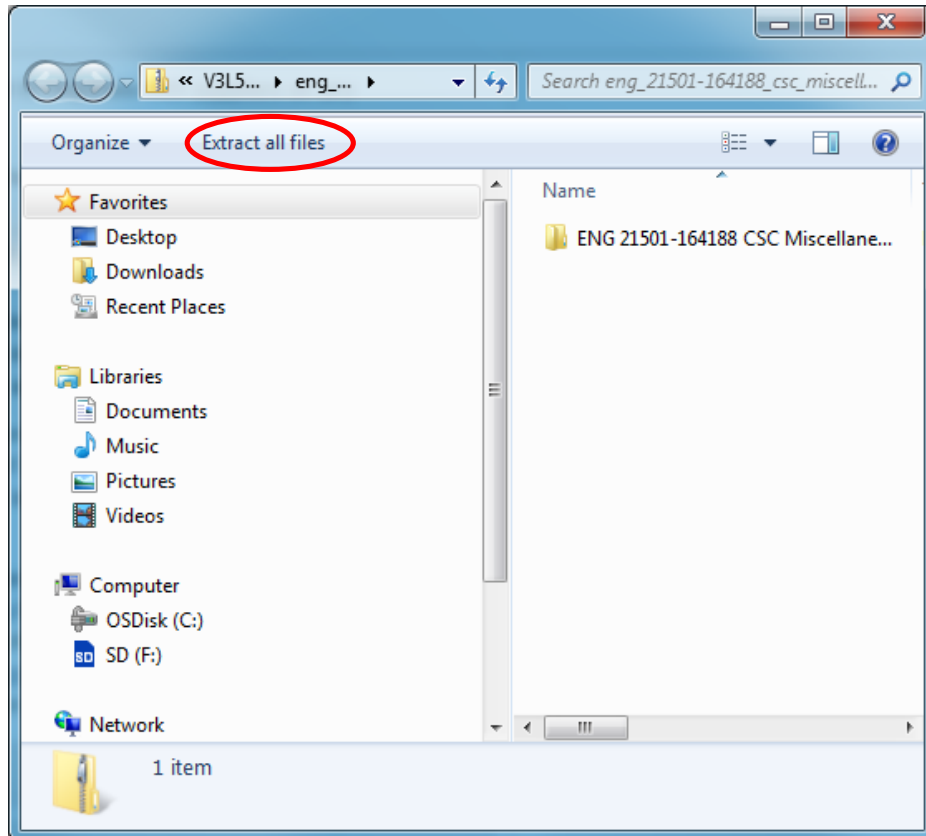 « V3L5... ▸ eng_... ▸
Search eng_21501-164188_csc_miscell...
Organize ▾
Extract all files
Favorites
Desktop
Downloads
Recent Places
Libraries
Documents
Music
Pictures
Videos
Computer
OSDisk (C:)
SD SD (F:)
Network
Name
ENG 21501-164188 CSC Miscellane...
1 item